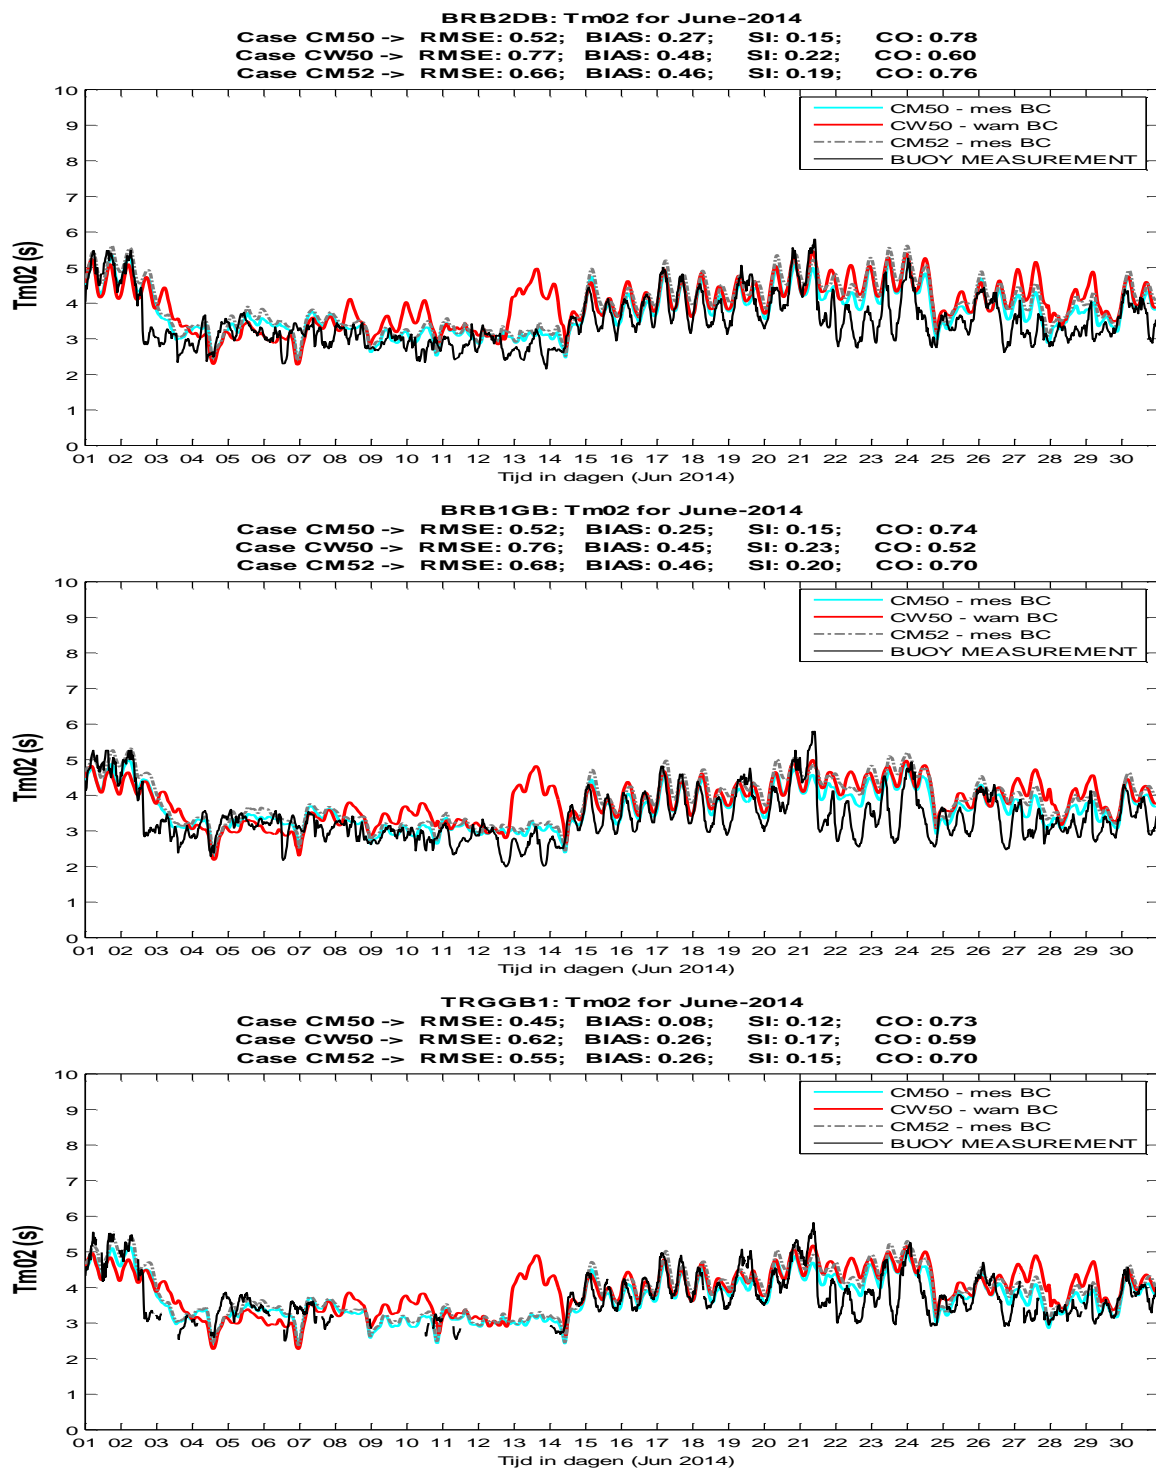 BRB2DB: Tm02 for June-2014
Case CM50 -> RMSE: 0.52; BIAS: 0.27; SI: 0.15; CO: 0.78
Case CW50 -> RMSE: 0.77; BIAS: 0.48; SI: 0.22; CO: 0.60
Case CM52 -> RMSE: 0.66; BIAS: 0.46; SI: 0.19; CO: 0.76
10
9
8
7
6
5
4
3
2
1
0
Tm02 (s)
CM50 - mes BC
CW50 - wam BC
CM52 - mes BC
BUOY MEASUREMENT
01 02 03 04 05 06 07 09 10 11 12 13 14 15 16 17 18 19 20 21 22 23 24 25 26 27 28 29 30
Tijd in dagen (Jun 2014)
BRB1GB: Tm02 for June-2014
Case CM50 -> RMSE: 0.52; BIAS: 0.25; SI: 0.15; CO: 0.74
Case CW50 -> RMSE: 0.76; BIAS: 0.45; SI: 0.23; CO: 0.52
Case CM52 -> RMSE: 0.68; BIAS: 0.46; SI: 0.20; CO: 0.70
10
9
8
7
6
5
4
3
2
1
0
Tm02 (s)
CM50 - mes BC
CW50 - wam BC
CM52 - mes BC
BUOY MEASUREMENT
01 02 03 04 05 06 07 09 10 11 12 13 14 15 16 17 18 19 20 21 22 23 24 25 26 27 28 29 30
Tijd in dagen (Jun 2014)
TRGGB1: Tm02 for June-2014
Case CM50 -> RMSE: 0.45; BIAS: 0.08; SI: 0.12; CO: 0.73
Case CW50 -> RMSE: 0.62; BIAS: 0.26; SI: 0.17; CO: 0.59
Case CM52 -> RMSE: 0.55; BIAS: 0.26; SI: 0.15; CO: 0.70
10
9
8
7
6
5
4
3
2
1
0
Tm02 (s)
CM50 - mes BC
CW50 - wam BC
CM52 - mes BC
BUOY MEASUREMENT
01 02 03 04 05 06 07 09 10 11 12 13 14 15 16 17 18 19 20 21 22 23 24 25 26 27 28 29 30
Tijd in dagen (Jun 2014)